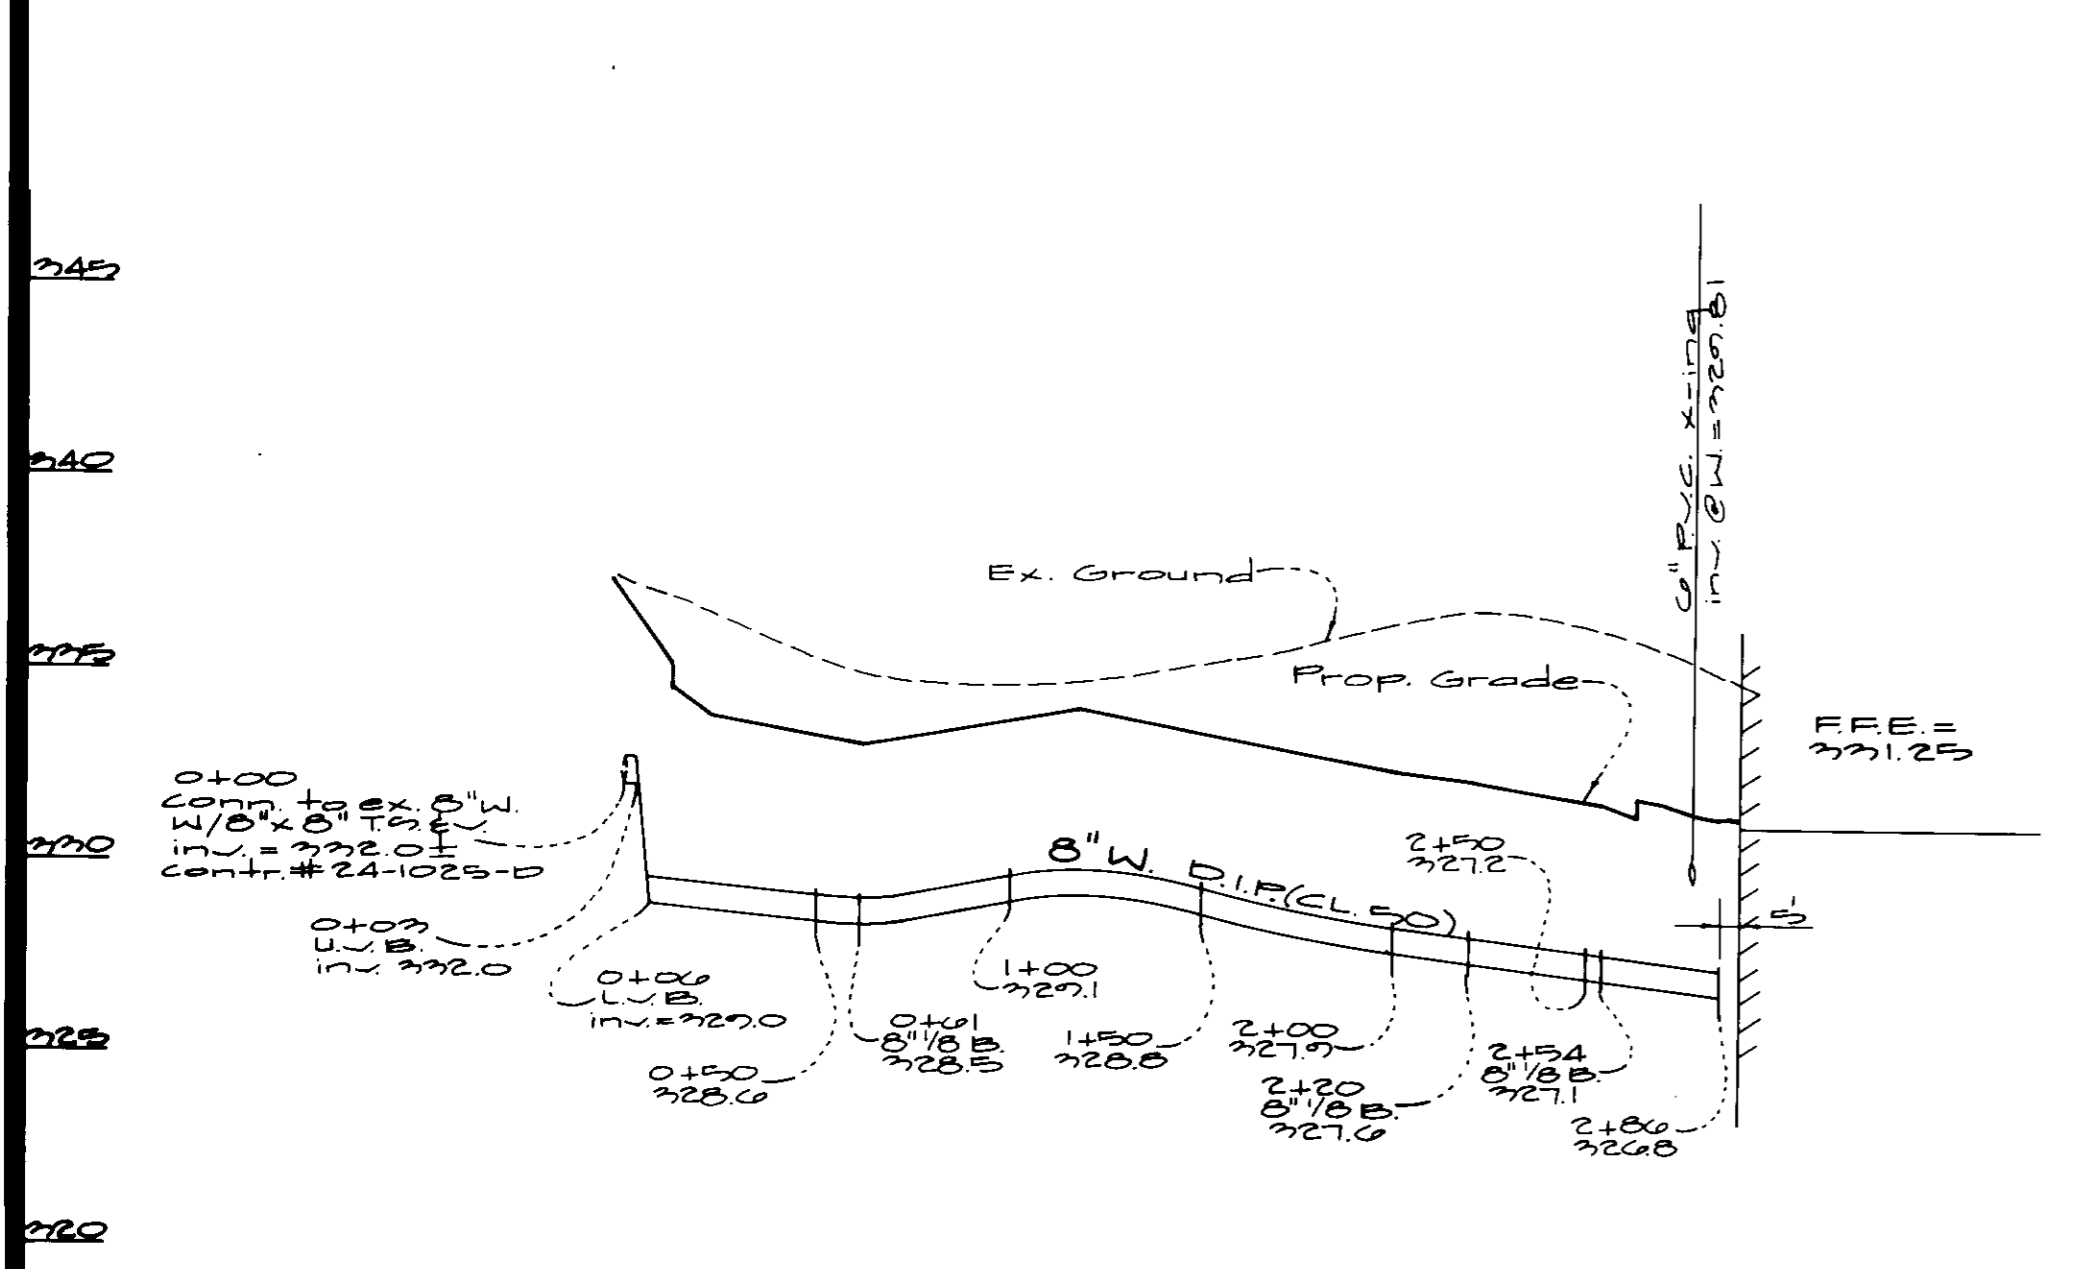 345
340
335
330
325
320
6" P.V.C. x-ing
inv. @ M = 329.81
Ex. Ground
Prop. Grade
F.F.E. =
331.25
0+00
Conn. to ex. 8" W.
W/8" x 8" T.S. & V.
inv. = 332.0±
contr. # 24-1025-D
0+03
U.V.B.
inv. 332.0
0+06
L.V.B.
inv. = 329.0
0+50
328.6
0+61
8" 1/8 B.
328.5
1+00
329.1
8" W. D.I.P. (CL. 50)
1+50
328.8
2+00
327.9
2+20
8" 1/8 B.
327.6
2+50
327.2
2+54
8" 1/8 B.
327.1
2+86
326.8
5'